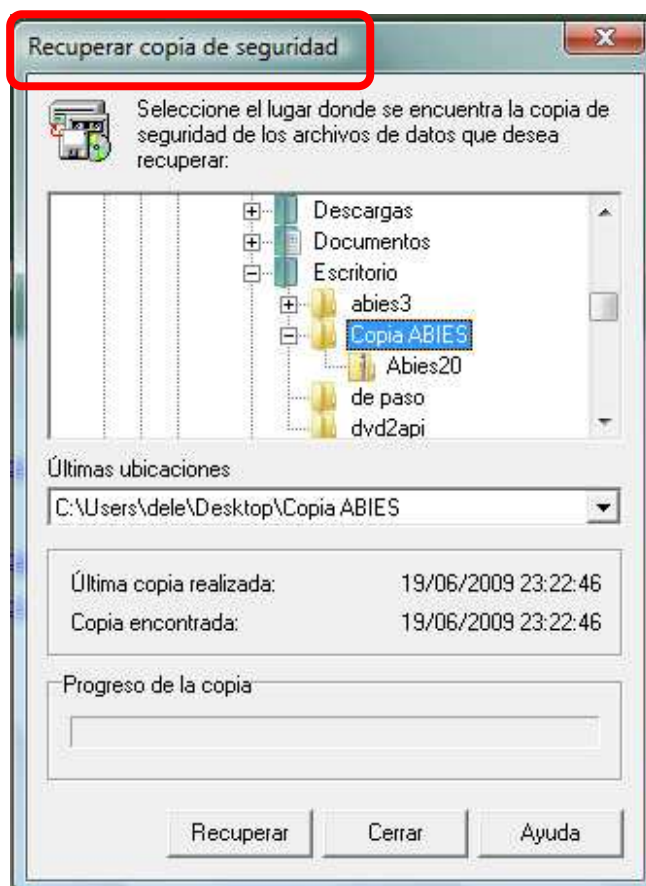 Recuperar copia de seguridad
Seleccione el lugar donde se encuentra la copia de
seguridad de los archivos de datos que desea
recuperar:
Descargas
Documentos
Escritorio
abies3
Copia ABIES
Abies20
de paso
dvd2api
Últimas ubicaciones
C:\Users\dele\Desktop\Copia ABIES
Última copia realizada: 19/06/2009 23:22:46
Copia encontrada: 19/06/2009 23:22:46
Progreso de la copia
Recuperar Cerrar Ayuda